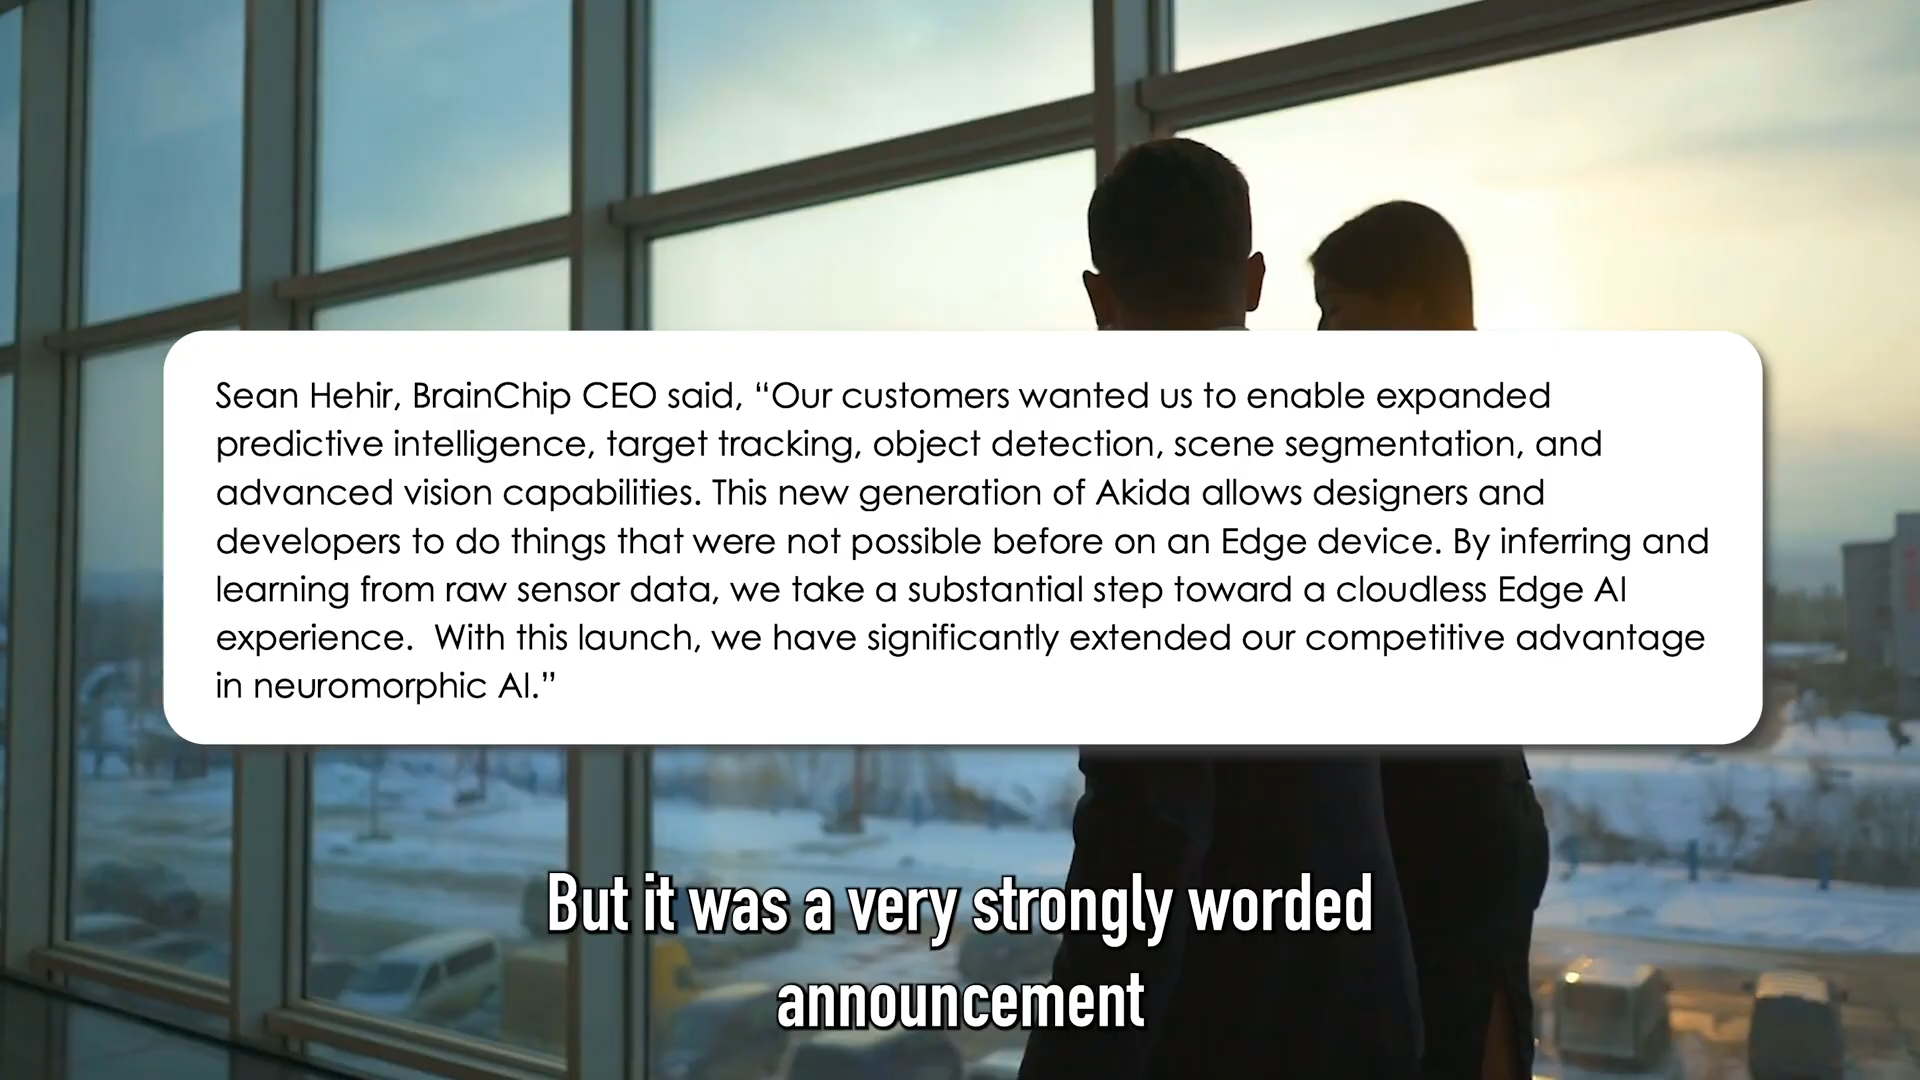 Sean Hehir, BrainChip CEO said, “Our customers wanted us to enable expanded
predictive intelligence, target tracking, object detection, scene segmentation, and
advanced vision capabilities. This new generation of Akida allows designers and
developers to do things that were not possible before on an Edge device. By inferring and
learning from raw sensor data, we take a substantial step toward a cloudless Edge AI
experience.  With this launch, we have significantly extended our competitive advantage
in neuromorphic AI.”
But it was a very strongly worded
announcement